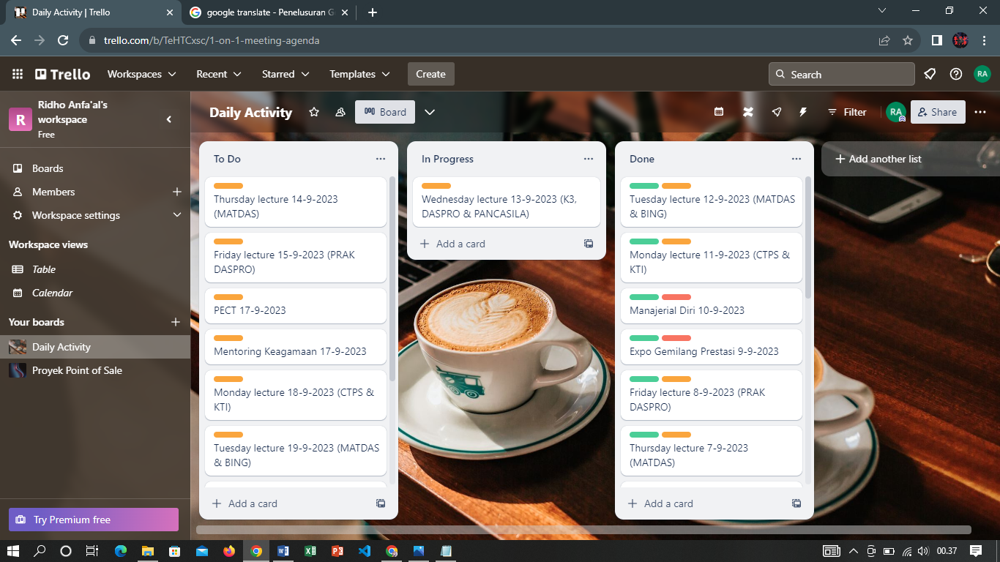 Daily Activity | Trello
google translate - Penelusuran G
trello.com/b/TeHTCxsc/1-on-1-meeting-agenda
Trello
Workspaces
Recent
Starred
Templates
Create
Search
RA
R
Ridho Anfa'al's
workspace
Free
Daily Activity
Board
Filter
RA
Share
Boards
Members
Workspace settings
Workspace views
Table
Calendar
Your boards
Daily Activity
Proyek Point of Sale
Try Premium free
To Do
Thursday lecture 14-9-2023
(MATDAS)
Friday lecture 15-9-2023 (PRAK
DASPRO)
PECT 17-9-2023
Mentoring Keagamaan 17-9-2023
Monday lecture 18-9-2023 (CTPS &
KTI)
Tuesday lecture 19-9-2023 (MATDAS
& BING)
Add a card
In Progress
Wednesday lecture 13-9-2023 (K3,
DASPRO & PANCASILA)
Add a card
Done
Tuesday lecture 12-9-2023 (MATDAS
& BING)
Monday lecture 11-9-2023 (CTPS &
KTI)
Manajerial Diri 10-9-2023
Expo Gemilang Prestasi 9-9-2023
Friday lecture 8-9-2023 (PRAK
DASPRO)
Thursday lecture 7-9-2023
(MATDAS)
Add a card
Add another list
00.37